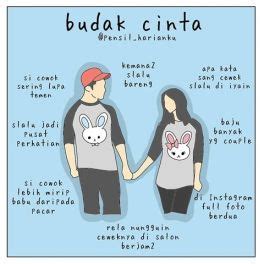 budak cinta
@pensil_harianku
kemana2
slalu
bareng
si cowok
sering lupa
temen
apa kata
sang cewek
slalu di iyain
slalu jadi
pusat
perhatian
baju
banyak
yg couple
si cowok
lebih mirip
babu daripada
pacar
di Instagram
full foto
berdua
rela nungguin
ceweknya di salon
berjam2